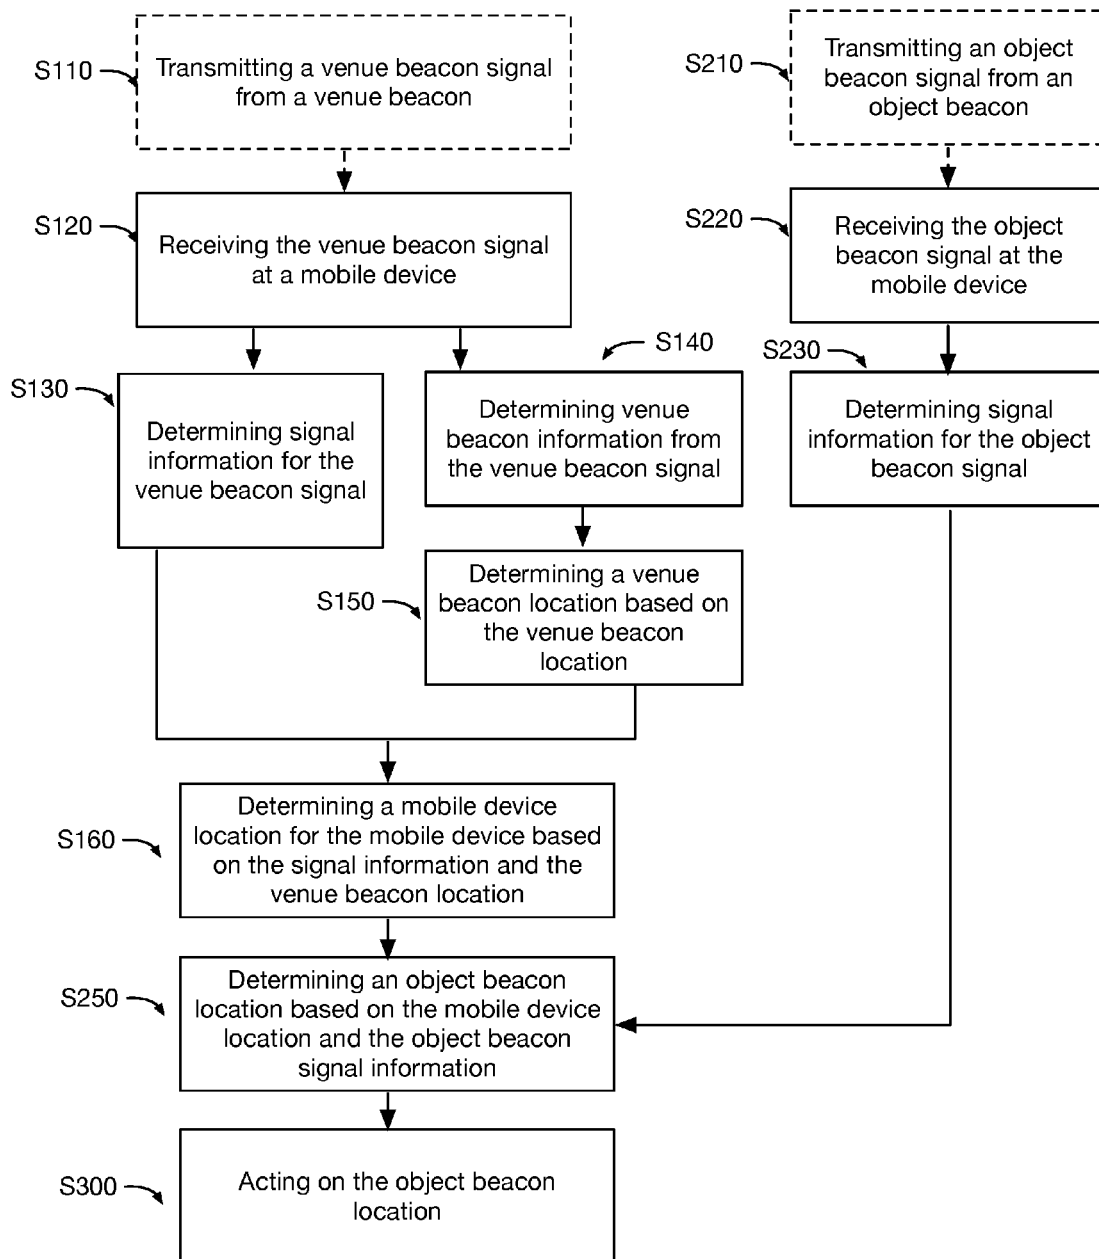 S110
Transmitting a venue beacon signal
from a venue beacon
S210
Transmitting an object
beacon signal from an
object beacon
S120
Receiving the venue beacon signal
at a mobile device
S220
Receiving the object
beacon signal at the
mobile device
S130
Determining signal
information for the
venue beacon signal
S140
Determining venue
beacon information from
the venue beacon signal
S230
Determining signal
information for the object
beacon signal
S150
Determining a venue
beacon location based on
the venue beacon
location
S160
Determining a mobile device
location for the mobile device based
on the signal information and the
venue beacon location
S250
Determining an object beacon
location based on the mobile device
location and the object beacon
signal information
S300
Acting on the object beacon
location